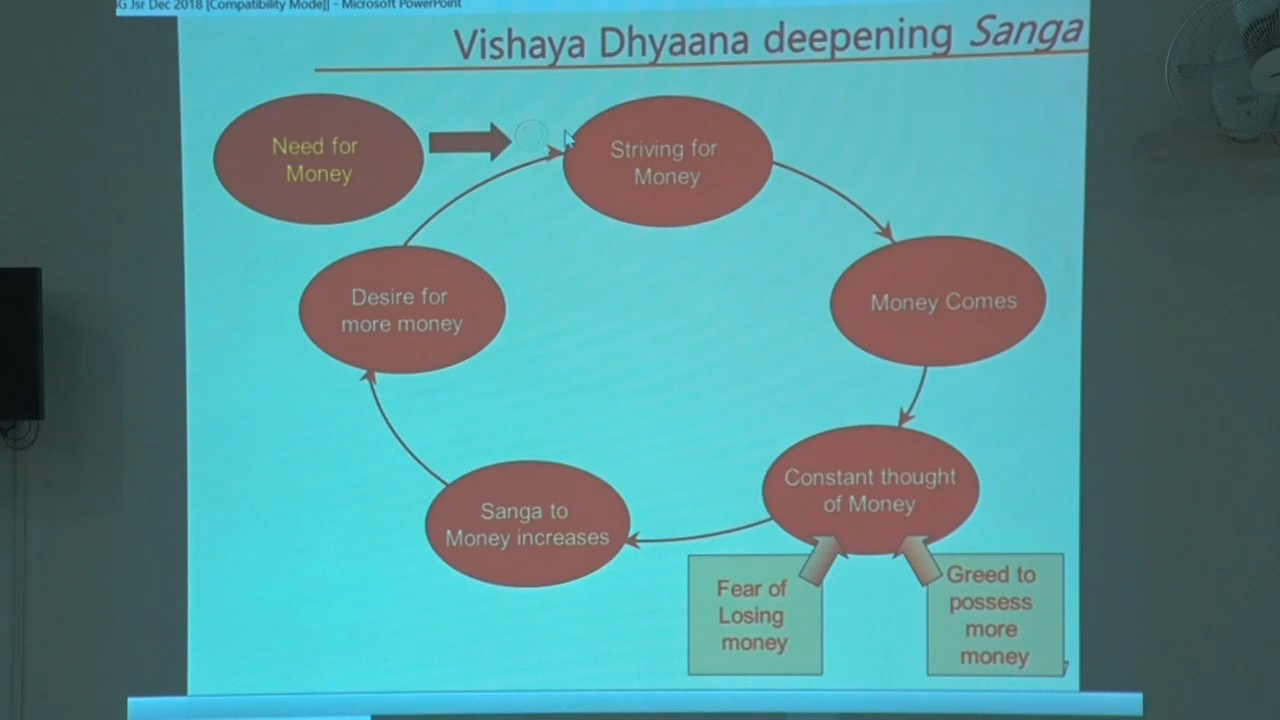 G Jsr Dec 2018 [Compatibility Mode]] - Microsoft PowerPoint
Vishaya Dhyaana deepening Sanga
Need for
Money
Striving for
Money
Desire for
more money
Money Comes
Constant thought
of Money
Sanga to
Money increases
Fear of
Losing
money
Greed to
possess
more
money
7